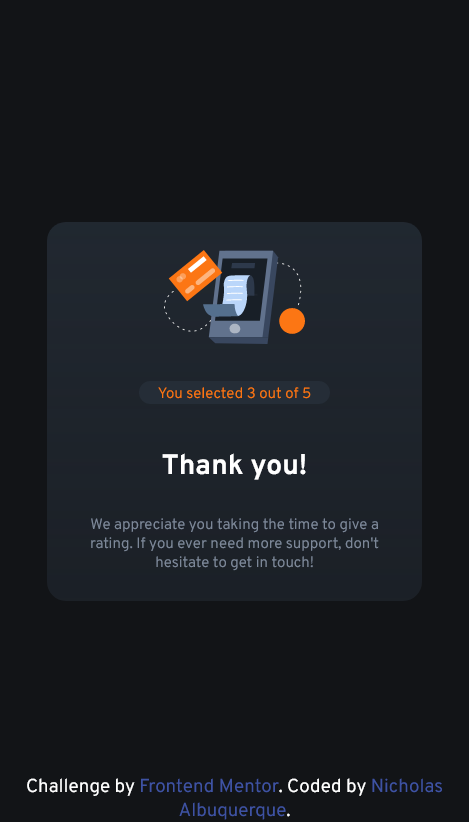 You selected 3 out of 5
Thank you!
We appreciate you taking the time to give a
rating. If you ever need more support, don't
hesitate to get in touch!
Challenge by Frontend Mentor. Coded by Nicholas
Albuquerque.